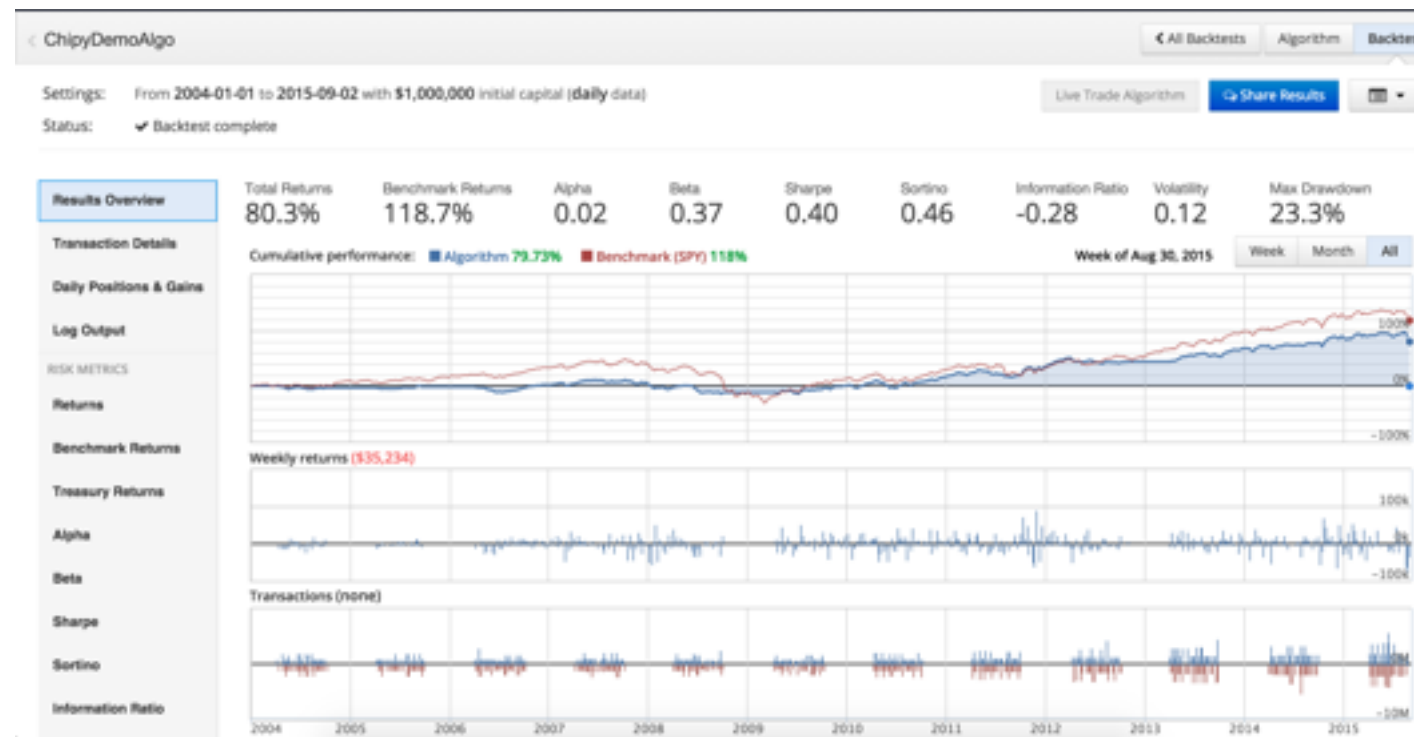 ChipyDemoAlgo
All Backtests Algorithm Backte
Settings: From 2004-01-01 to 2015-09-02 with $1,000,000 initial capital (daily data)
Live Trade Algorithm Share Results
Status: Backtest complete
Results Overview
Transaction Details
Daily Positions & Gains
Log Output
RISK METRICS
Returns
Benchmark Returns
Treasury Returns
Alpha
Beta
Sharpe
Sortino
Information Ratio
Total Returns Benchmark Returns Alpha Beta Sharpe Sortino Information Ratio Volatility Max Drawdown
80.3% 118.7% 0.02 0.37 0.40 0.46 -0.28 0.12 23.3%
Cumulative performance: Algorithm 79.73% Benchmark (SPY) 118% Week of Aug 30, 2015 Week Month All
100%
0%
-100%
Weekly returns ($35,234)
100k
0k
-100k
Transactions (none)
0M
-10M
2004 2005 2006 2007 2008 2009 2010 2011 2012 2013 2014 2015